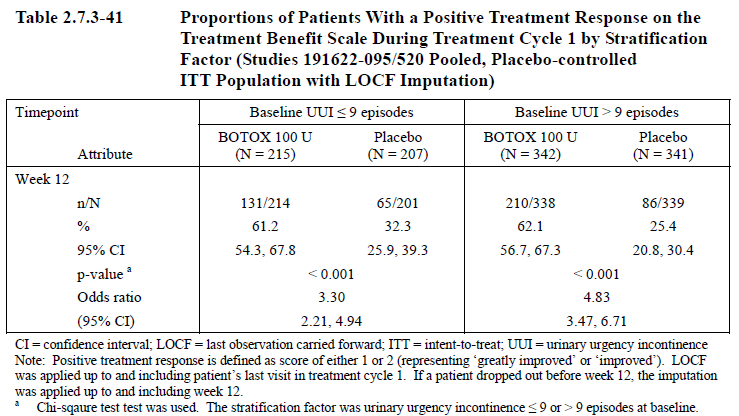 Table 2.7.3-41 Proportions of Patients With a Positive Treatment Response on the
Treatment Benefit Scale During Treatment Cycle 1 by Stratification
Factor (Studies 191622-095/520 Pooled, Placebo-controlled
ITT Population with LOCF Imputation)
Timepoint Baseline UUI ≤ 9 episodes Baseline UUI > 9 episodes
BOTOX 100 U Placebo BOTOX 100 U Placebo
Attribute (N = 215) (N = 207) (N = 342) (N = 341)
Week 12
n/N 131/214 65/201 210/338 86/339
% 61.2 32.3 62.1 25.4
95% CI 54.3, 67.8 25.9, 39.3 56.7, 67.3 20.8, 30.4
p-value a < 0.001 < 0.001
Odds ratio 3.30 4.83
(95% CI) 2.21, 4.94 3.47, 6.71
CI = confidence interval; LOCF = last observation carried forward; ITT = intent-to-treat; UUI = urinary urgency incontinence
Note: Positive treatment response is defined as score of either 1 or 2 (representing ‘greatly improved’ or ‘improved’). LOCF
was applied up to and including patient’s last visit in treatment cycle 1. If a patient dropped out before week 12, the imputation
was applied up to and including week 12.
a Chi-sqaure test test was used. The stratification factor was urinary urgency incontinence ≤ 9 or > 9 episodes at baseline.